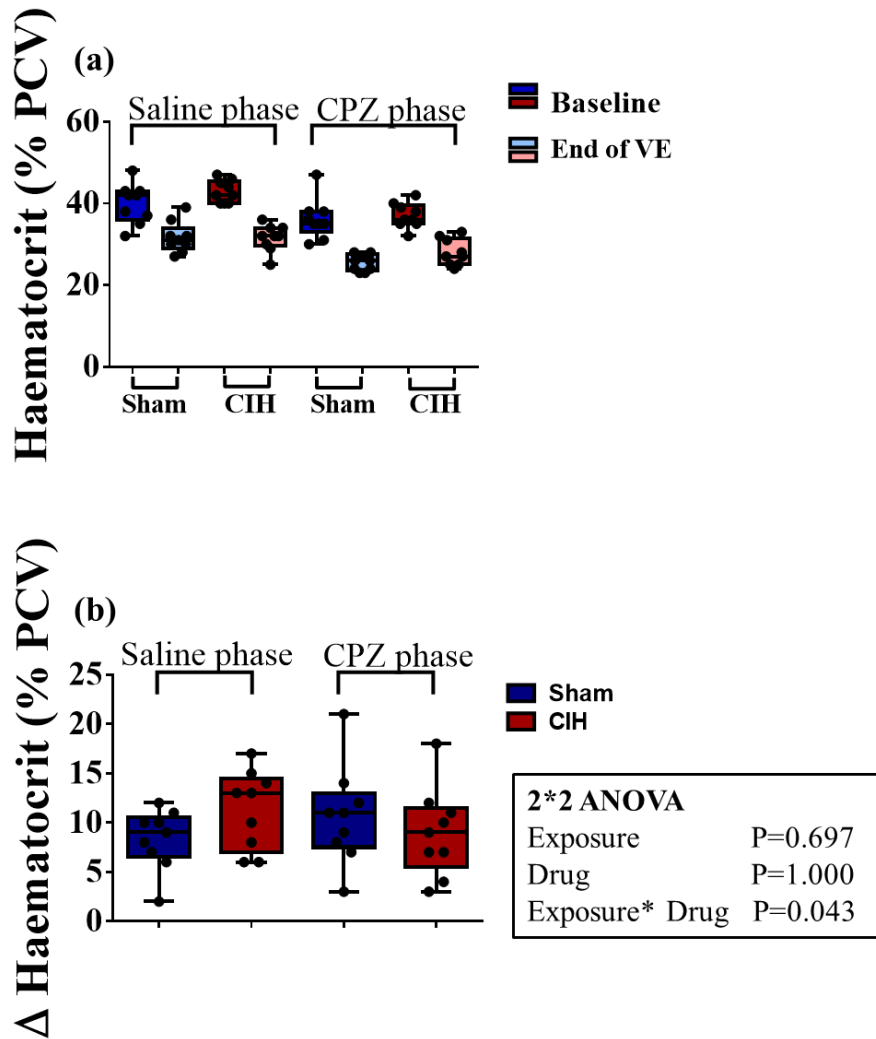 (a)
Saline phase
CPZ phase
Baseline
End of VE
Haematocrit (% PCV)
60
40
20
0
Sham
CIH
Sham
CIH
(b)
Saline phase
CPZ phase
Sham
CIH
Δ Haematocrit (% PCV)
25
20
15
10
5
0
2*2 ANOVA
Exposure P=0.697
Drug P=1.000
Exposure* Drug P=0.043